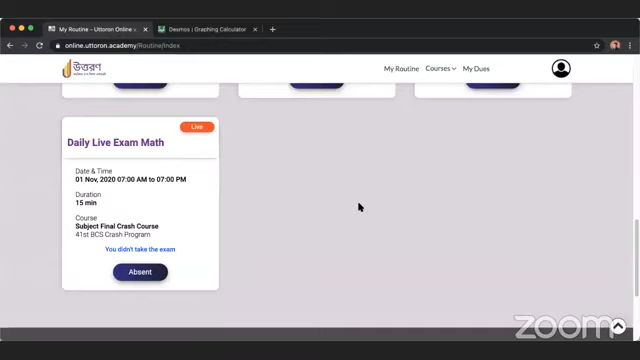 My Routine - Uttoron Online
Desmos | Graphing Calculator
online.uttoron.academy/Routine/Index
উত্তরণ
My Routine
Courses
My Dues
Live
Daily Live Exam Math
Date & Time
01 Nov, 2020 07:00 AM to 07:00 PM
Duration
15 min
Course
Subject Final Crash Course
41st BCS Crash Program
You didn't take the exam
Absent
zoom